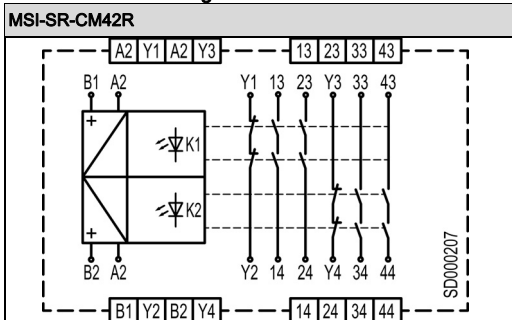 MSI-SR-CM42R
A2 Y1 A2 Y3 13 23 33 43
B1 A2 Y1 13 23 Y3 33 43
+ K1
+ K2
B2 A2 Y2 14 24 Y4 34 44
SD000207
B1 Y2 B2 Y4 14 24 34 44